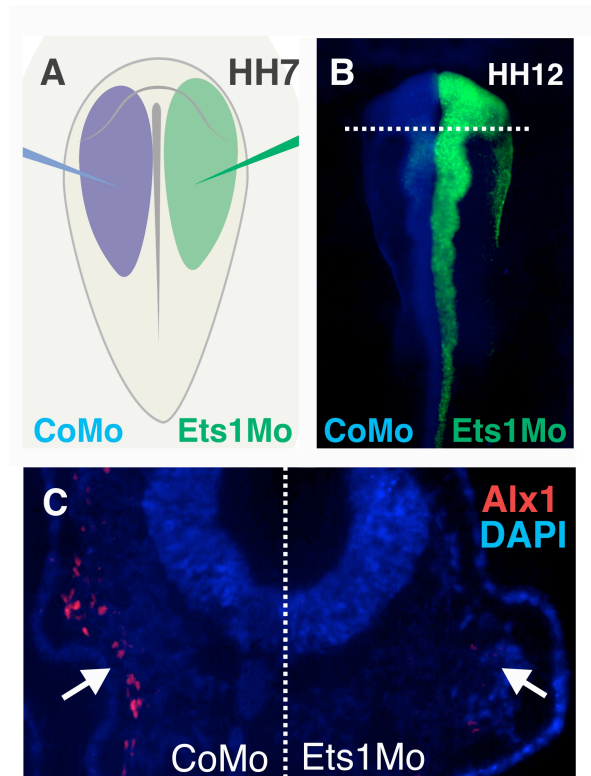 A
HH7
CoMo
Ets1Mo
B
HH12
CoMo
Ets1Mo
C
Alx1
DAPI
CoMo
Ets1Mo